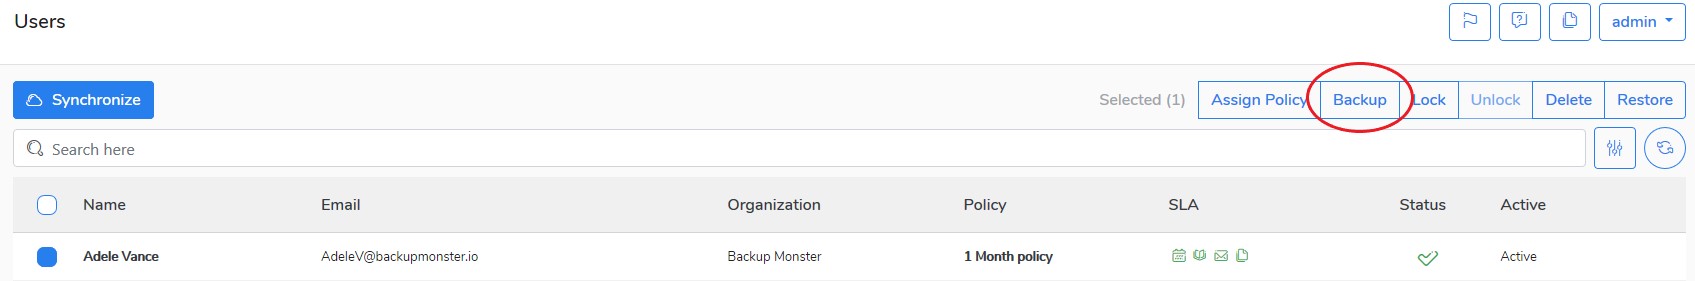 Users
admin
Synchronize
Selected (1) Assign Policy Backup Lock Unlock Delete Restore
Search here
Name Email Organization Policy SLA Status Active
Adele Vance AdeleV@backupmonster.io Backup Monster 1 Month policy Active